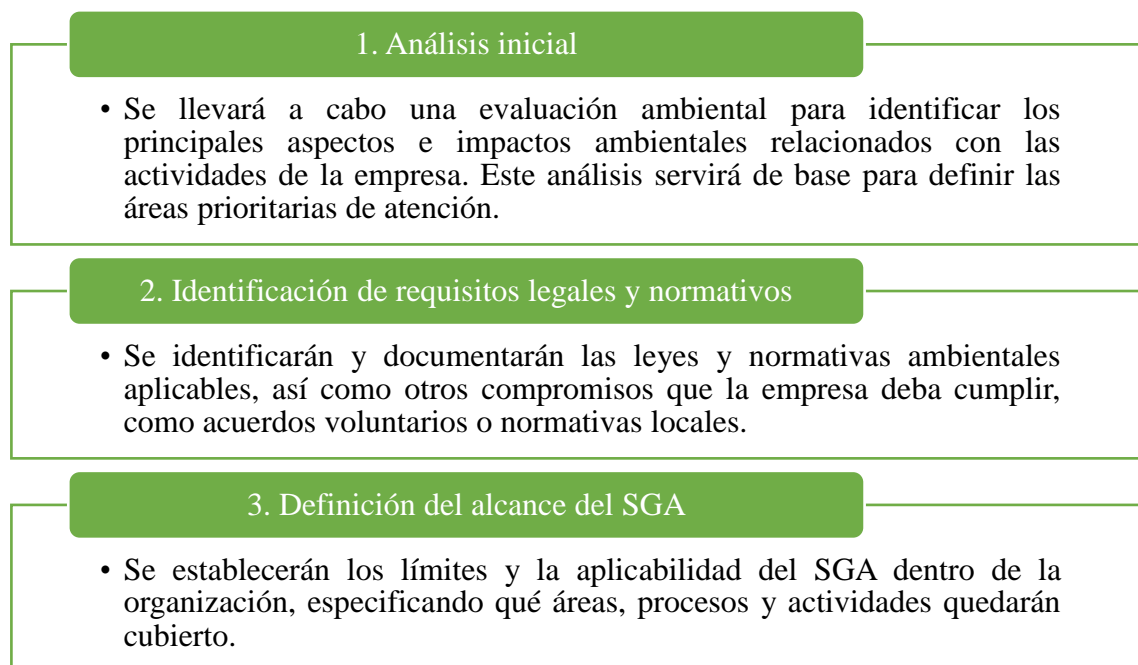 1. Análisis inicial
• Se llevará a cabo una evaluación ambiental para identificar los
principales aspectos e impactos ambientales relacionados con las
actividades de la empresa. Este análisis servirá de base para definir las
áreas prioritarias de atención.
2. Identificación de requisitos legales y normativos
• Se identificarán y documentarán las leyes y normativas ambientales
aplicables, así como otros compromisos que la empresa deba cumplir,
como acuerdos voluntarios o normativas locales.
3. Definición del alcance del SGA
• Se establecerán los límites y la aplicabilidad del SGA dentro de la
organización, especificando qué áreas, procesos y actividades quedarán
cubierto.